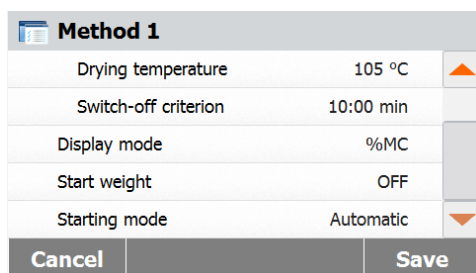 Method 1
Drying temperature 105 ºC
Switch-off criterion 10:00 min
Display mode %MC
Start weight OFF
Starting mode Automatic
Cancel Save